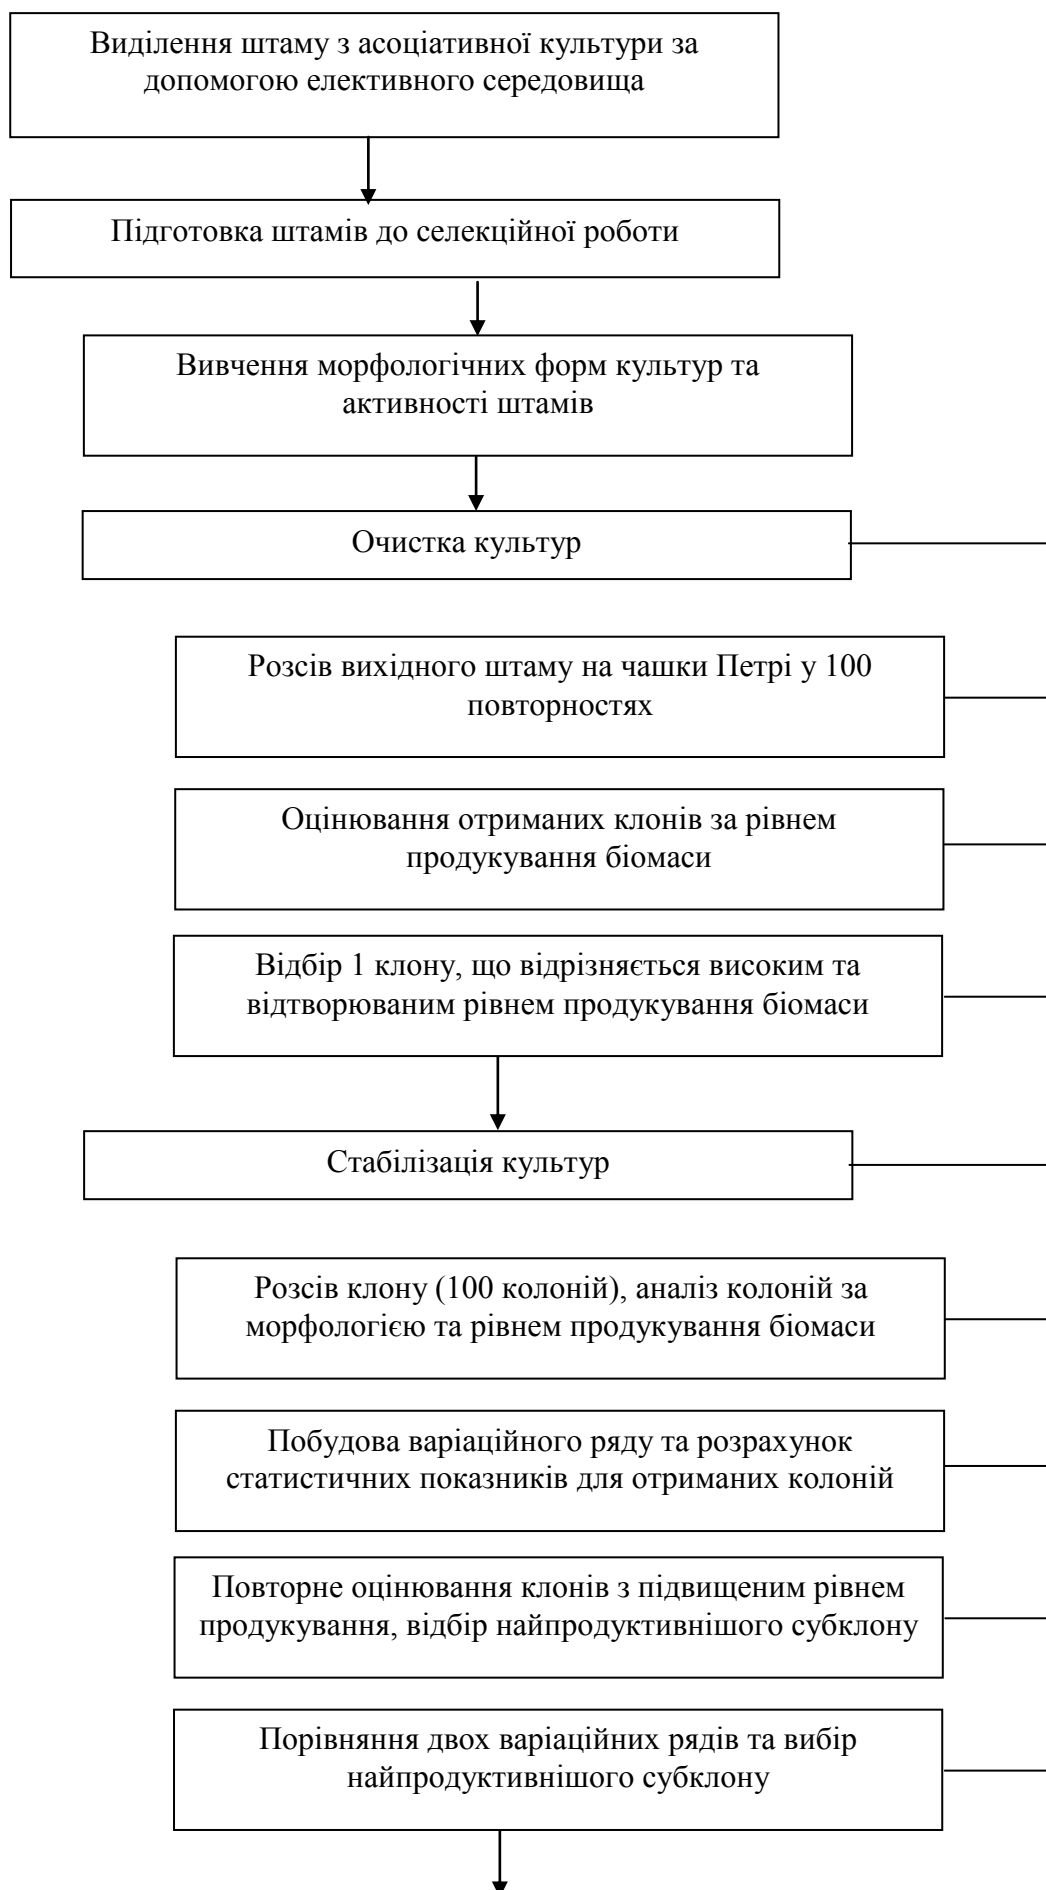 Виділення штаму з асоціативної культури за
допомогою елективного середовища
Підготовка штамів до селекційної роботи
Вивчення морфологічних форм культур та
активності штамів
Очистка культур
Розсів вихідного штаму на чашки Петрі у 100
повторностях
Оцінювання отриманих клонів за рівнем
продукування біомаси
Відбір 1 клону, що відрізняється високим та
відтворюваним рівнем продукування біомаси
Стабілізація культур
Розсів клону (100 колоній), аналіз колоній за
морфологією та рівнем продукування біомаси
Побудова варіаційного ряду та розрахунок
статистичних показників для отриманих колоній
Повторне оцінювання клонів з підвищеним рівнем
продукування, відбір найпродуктивнішого субклону
Порівняння двох варіаційних рядів та вибір
найпродуктивнішого субклону